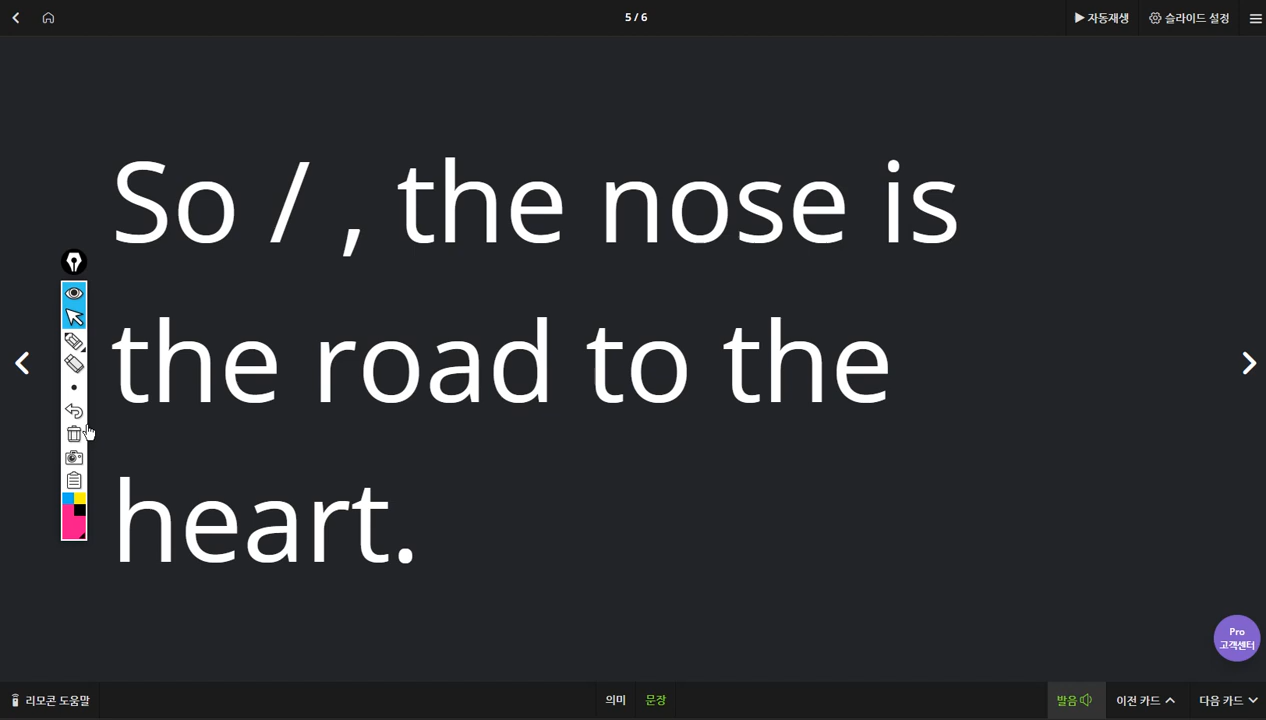 5 / 6
자동재생
슬라이드 설정
So / , the nose is
the road to the
heart.
Pro
고객센터
리모콘 도움말
의미
문장
발음
이전 카드
다음 카드